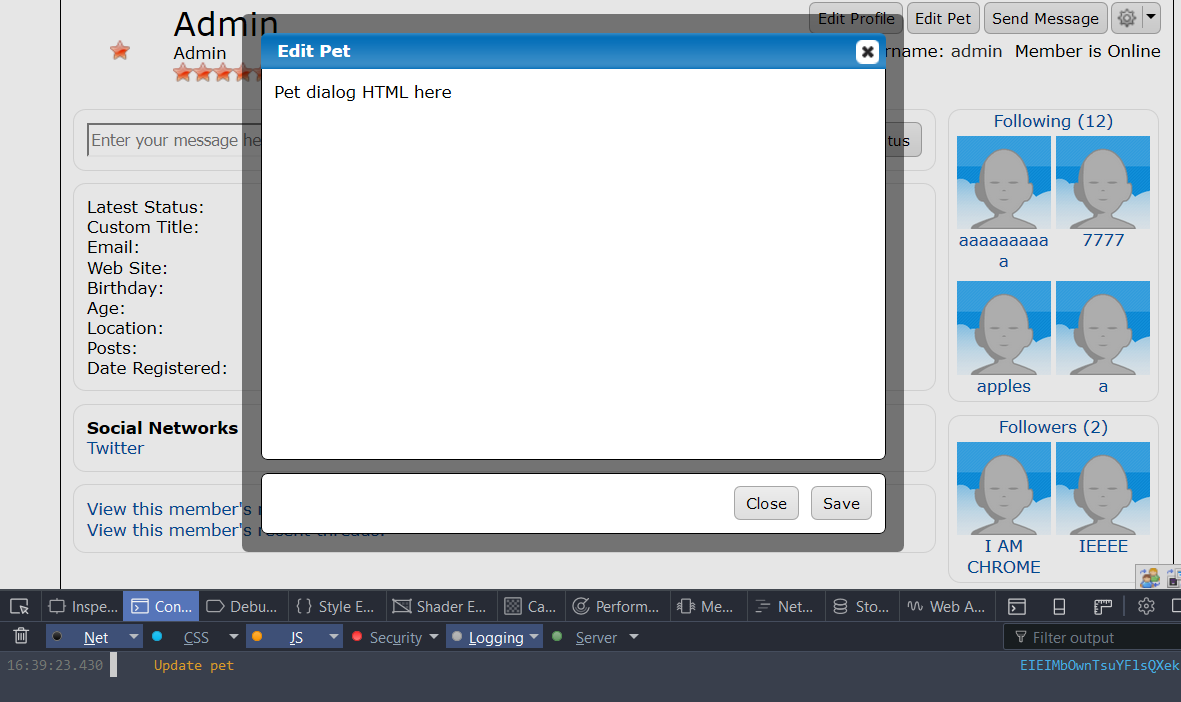 Admin
Edit Profile
Edit Pet
Send Message
Admin
rname: admin
Member is Online
Edit Pet
Pet dialog HTML here
Enter your message he
tus
Latest Status:
Custom Title:
Email:
Web Site:
Birthday:
Age:
Location:
Posts:
Date Registered:
Social Networks
Twitter
View this member's r
View this member's recent threads.
Close
Save
Following (12)
aaaaaaaaa
a
7777
apples
a
Followers (2)
I AM
CHROME
IEEEE
Inspe...
Con...
Debu...
Style E...
Shader E...
Ca...
Perform...
Me...
Net...
Sto...
Web A...
Net
CSS
JS
Security
Logging
Server
Filter output
16:39:23.430
Update pet
EIEIMbOwnTsuYFlsQXek